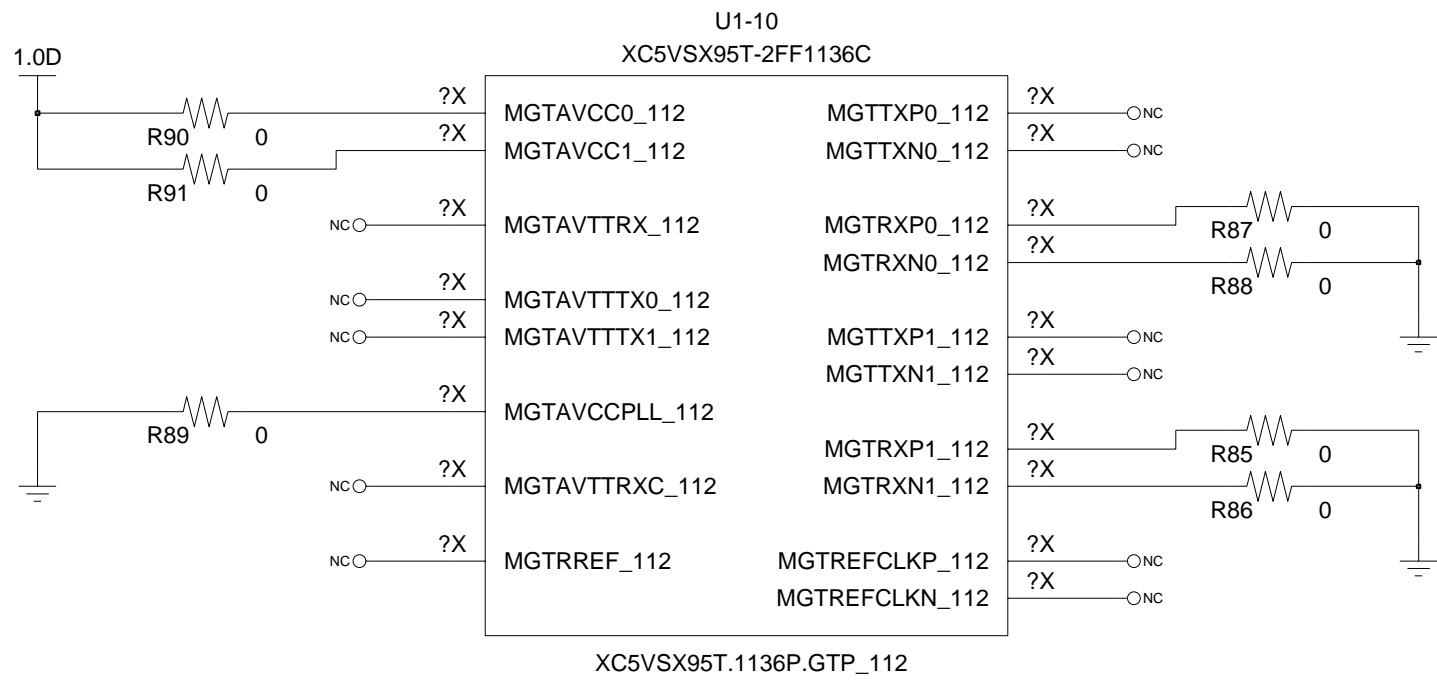 U1-10
XC5VSX95T-2FF1136C
1.0D
?X MGTAVCC0_112 MGTTXP0_112 ?X NC
R90 0
?X MGTAVCC1_112 MGTTXN0_112 ?X NC
R91 0
NC ?X MGTAVTTRX_112 MGTRXP0_112 ?X
R87 0
MGTRXN0_112
R88 0
NC ?X MGTAVTTTX0_112
NC ?X MGTAVTTTX1_112 MGTTXP1_112 ?X NC
MGTTXN1_112 ?X NC
?X MGTAVCCPLL_112
R89 0
MGTRXP1_112 ?X
R85 0
NC ?X MGTAVTTRXC_112 MGTRXN1_112 ?X
R86 0
NC ?X MGTRREF_112 MGTREFCLKP_112 ?X NC
MGTREFCLKN_112 ?X NC
XC5VSX95T.1136P.GTP_112